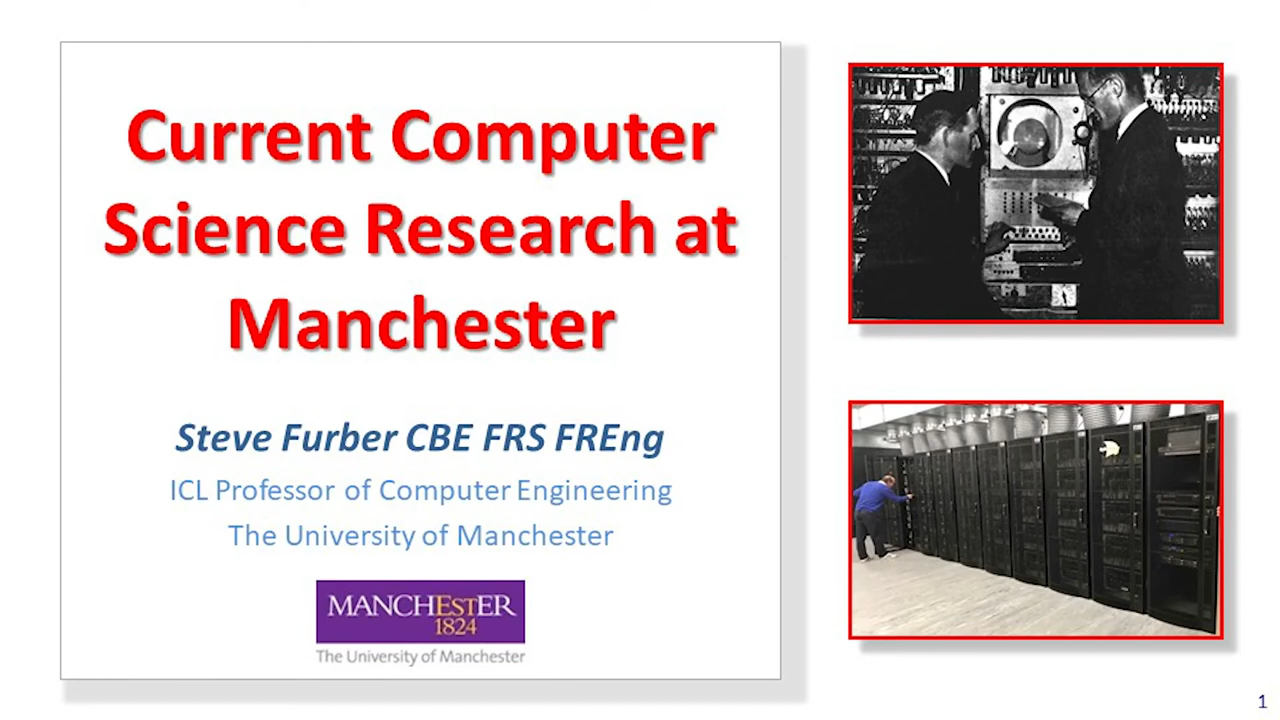 Current Computer
Science Research at
Manchester
Steve Furber CBE FRS FREng
ICL Professor of Computer Engineering
The University of Manchester
MANCHESTER
1824
The University of Manchester
1